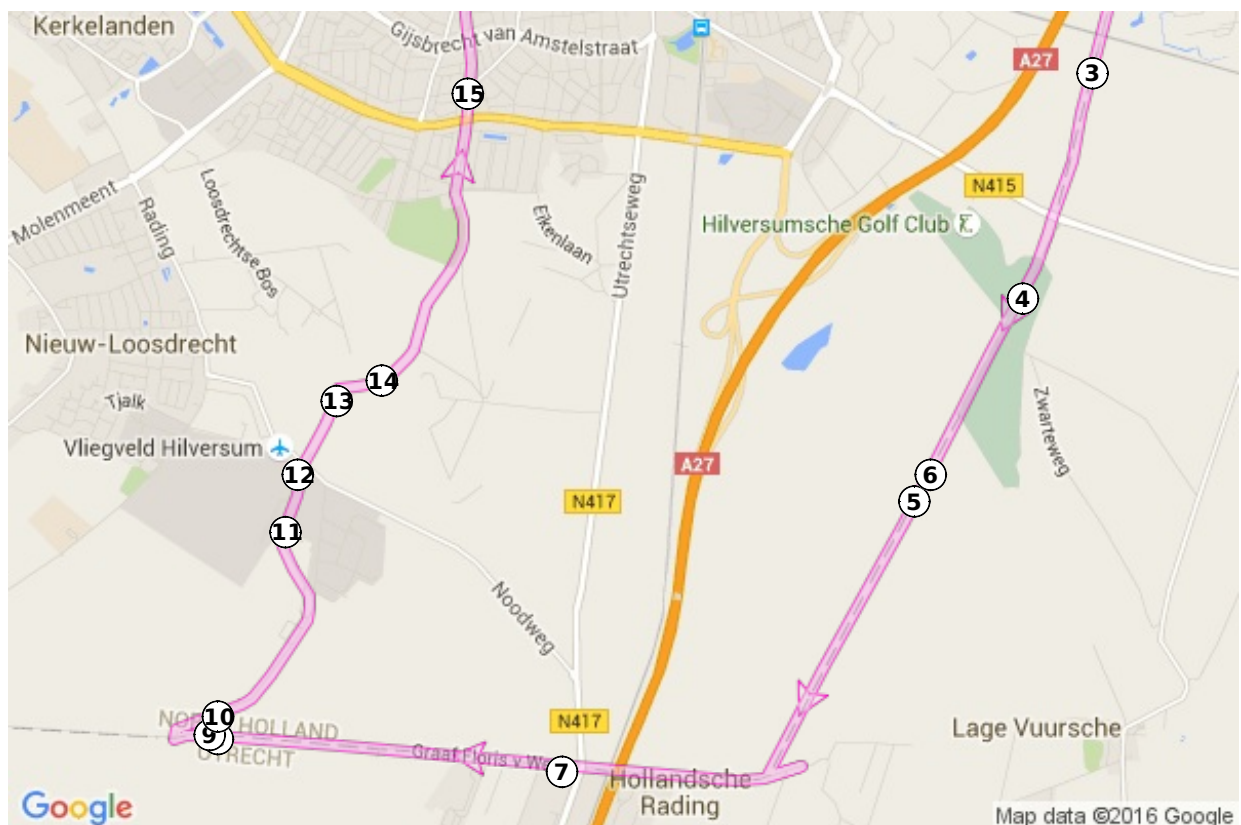 Kerkelanden
Gijsbrecht van Amstelstraat
A27
3
15
N415
Molenmeent
Rading
Loosdrechtse Bos
Eikenlaan
Utrechtseweg
Hilversumsche Golf Club
4
Nieuw-Loosdrecht
14
13
Tjalk
Zwarteweg
Vliegveld Hilversum
12
A27
6
5
N417
11
Noodweg
10
NO HOLLAND
9
UTRECHT
N417
Graaf Floris v We
7
Lage Vuursche
Hollandsche
Rading
Google
Map data ©2016 Google